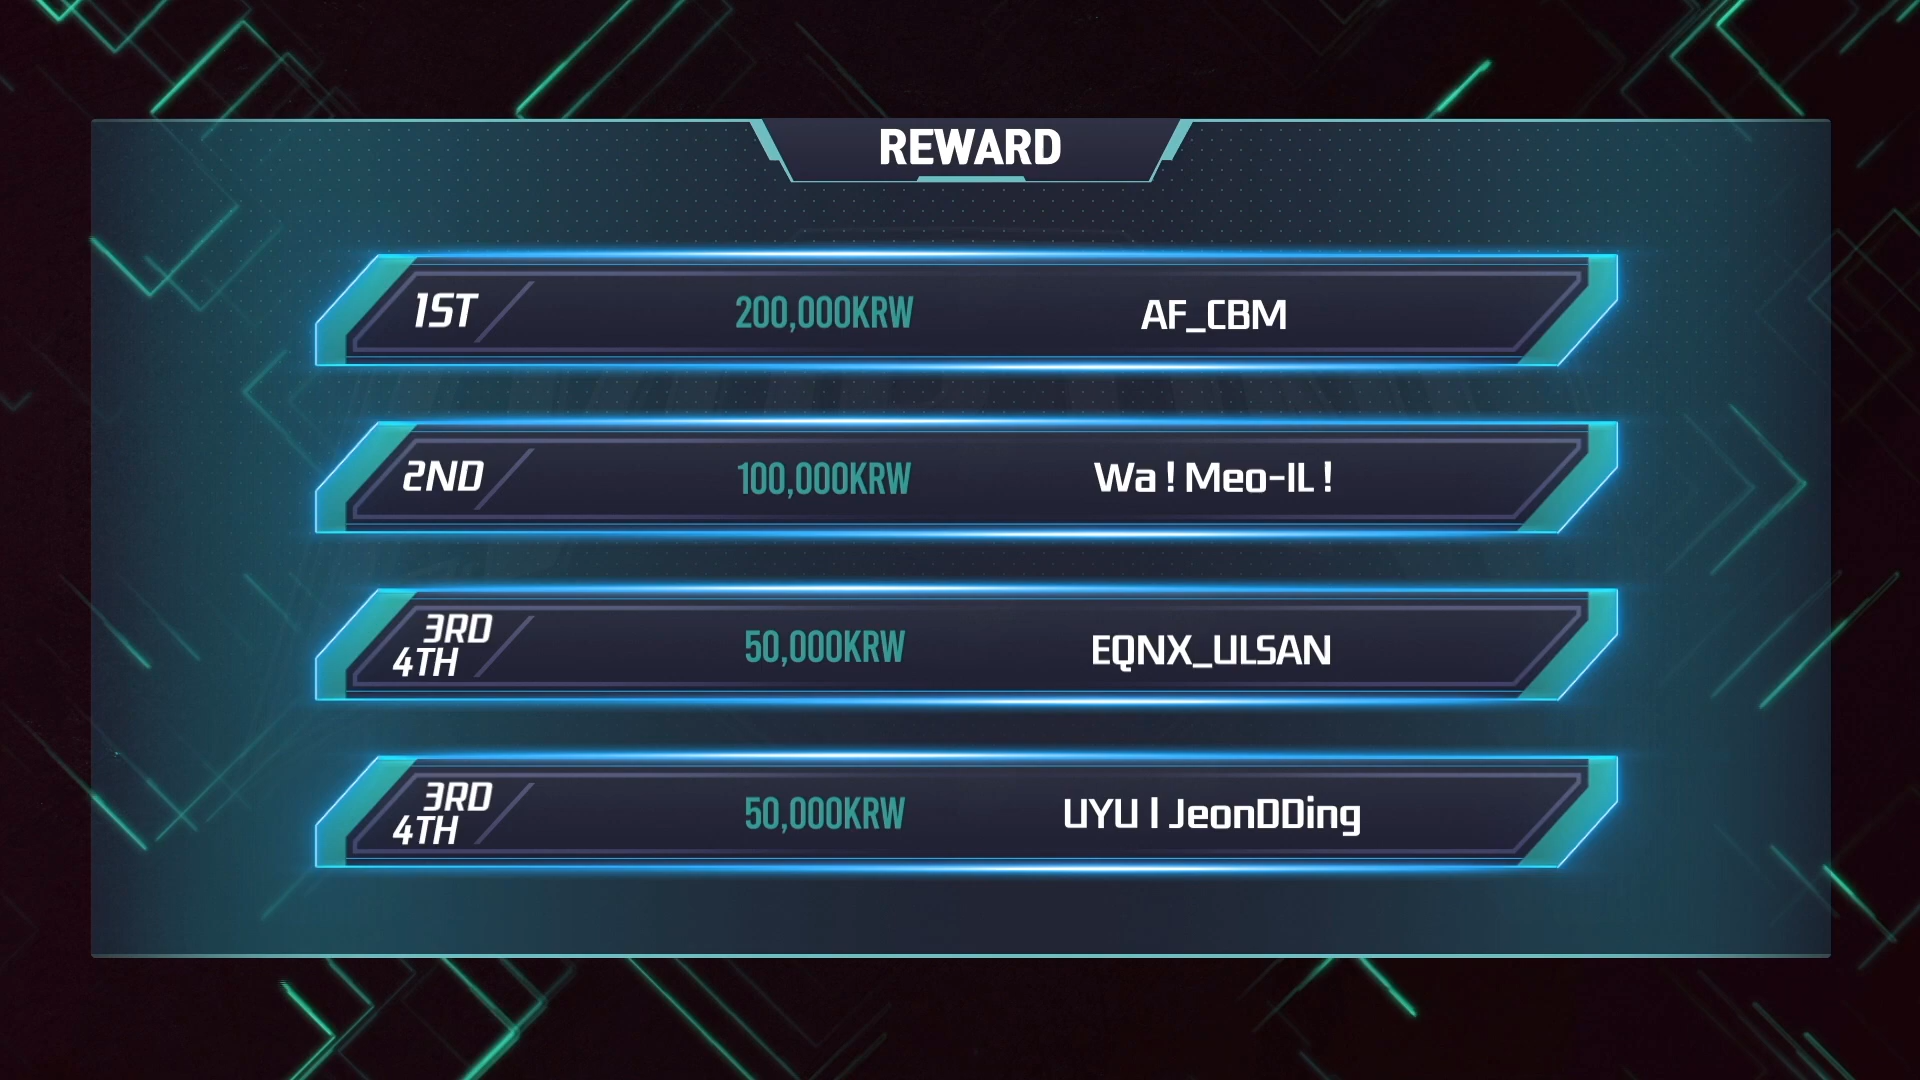 REWARD
1ST 200,000KRW AF_CBM
2ND 100,000KRW Wa ! Meo-IL !
3RD
4TH 50,000KRW EQNX_ULSAN
3RD
4TH 50,000KRW UYU l JeonDDing